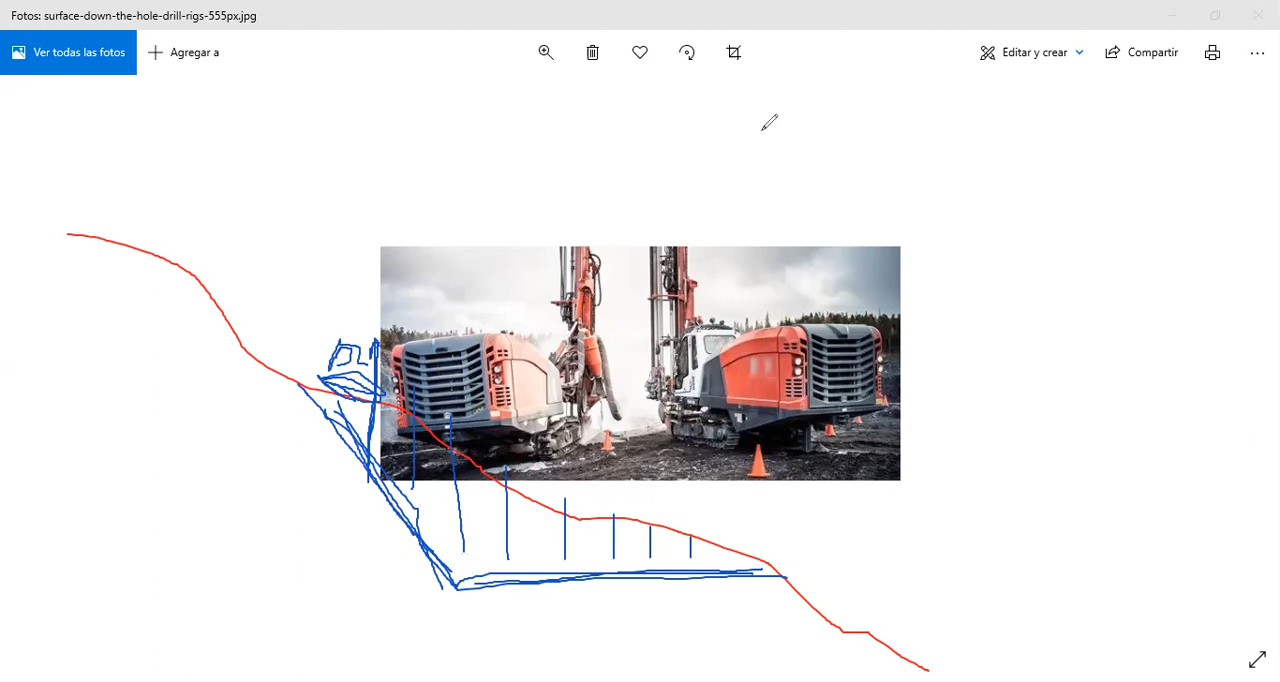 Fotos: surface-down-the-hole-drill-rigs-555px.jpg
Ver todas las fotos
Agregar a
Editar y crear
Compartir